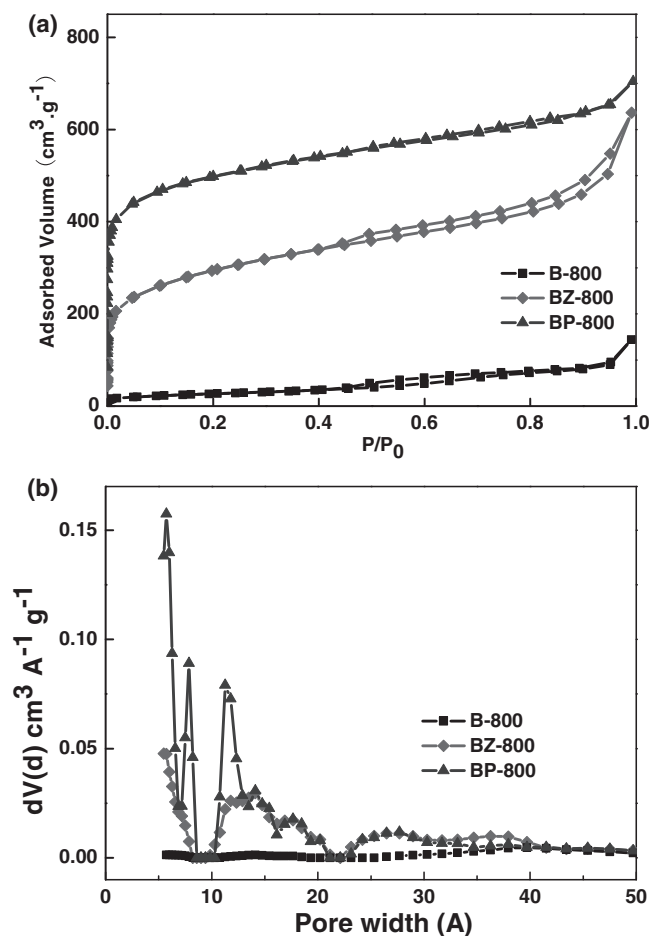 (a)
800
600
400
200
0
Adsorbed Volume (cm³.g⁻¹)
B-800
BZ-800
BP-800
0.0 0.2 0.4 0.6 0.8 1.0
P/P₀
(b)
0.15
0.10
0.05
0.00
dV(d) cm³ A⁻¹ g⁻¹
B-800
BZ-800
BP-800
0 10 20 30 40 50
Pore width (A)